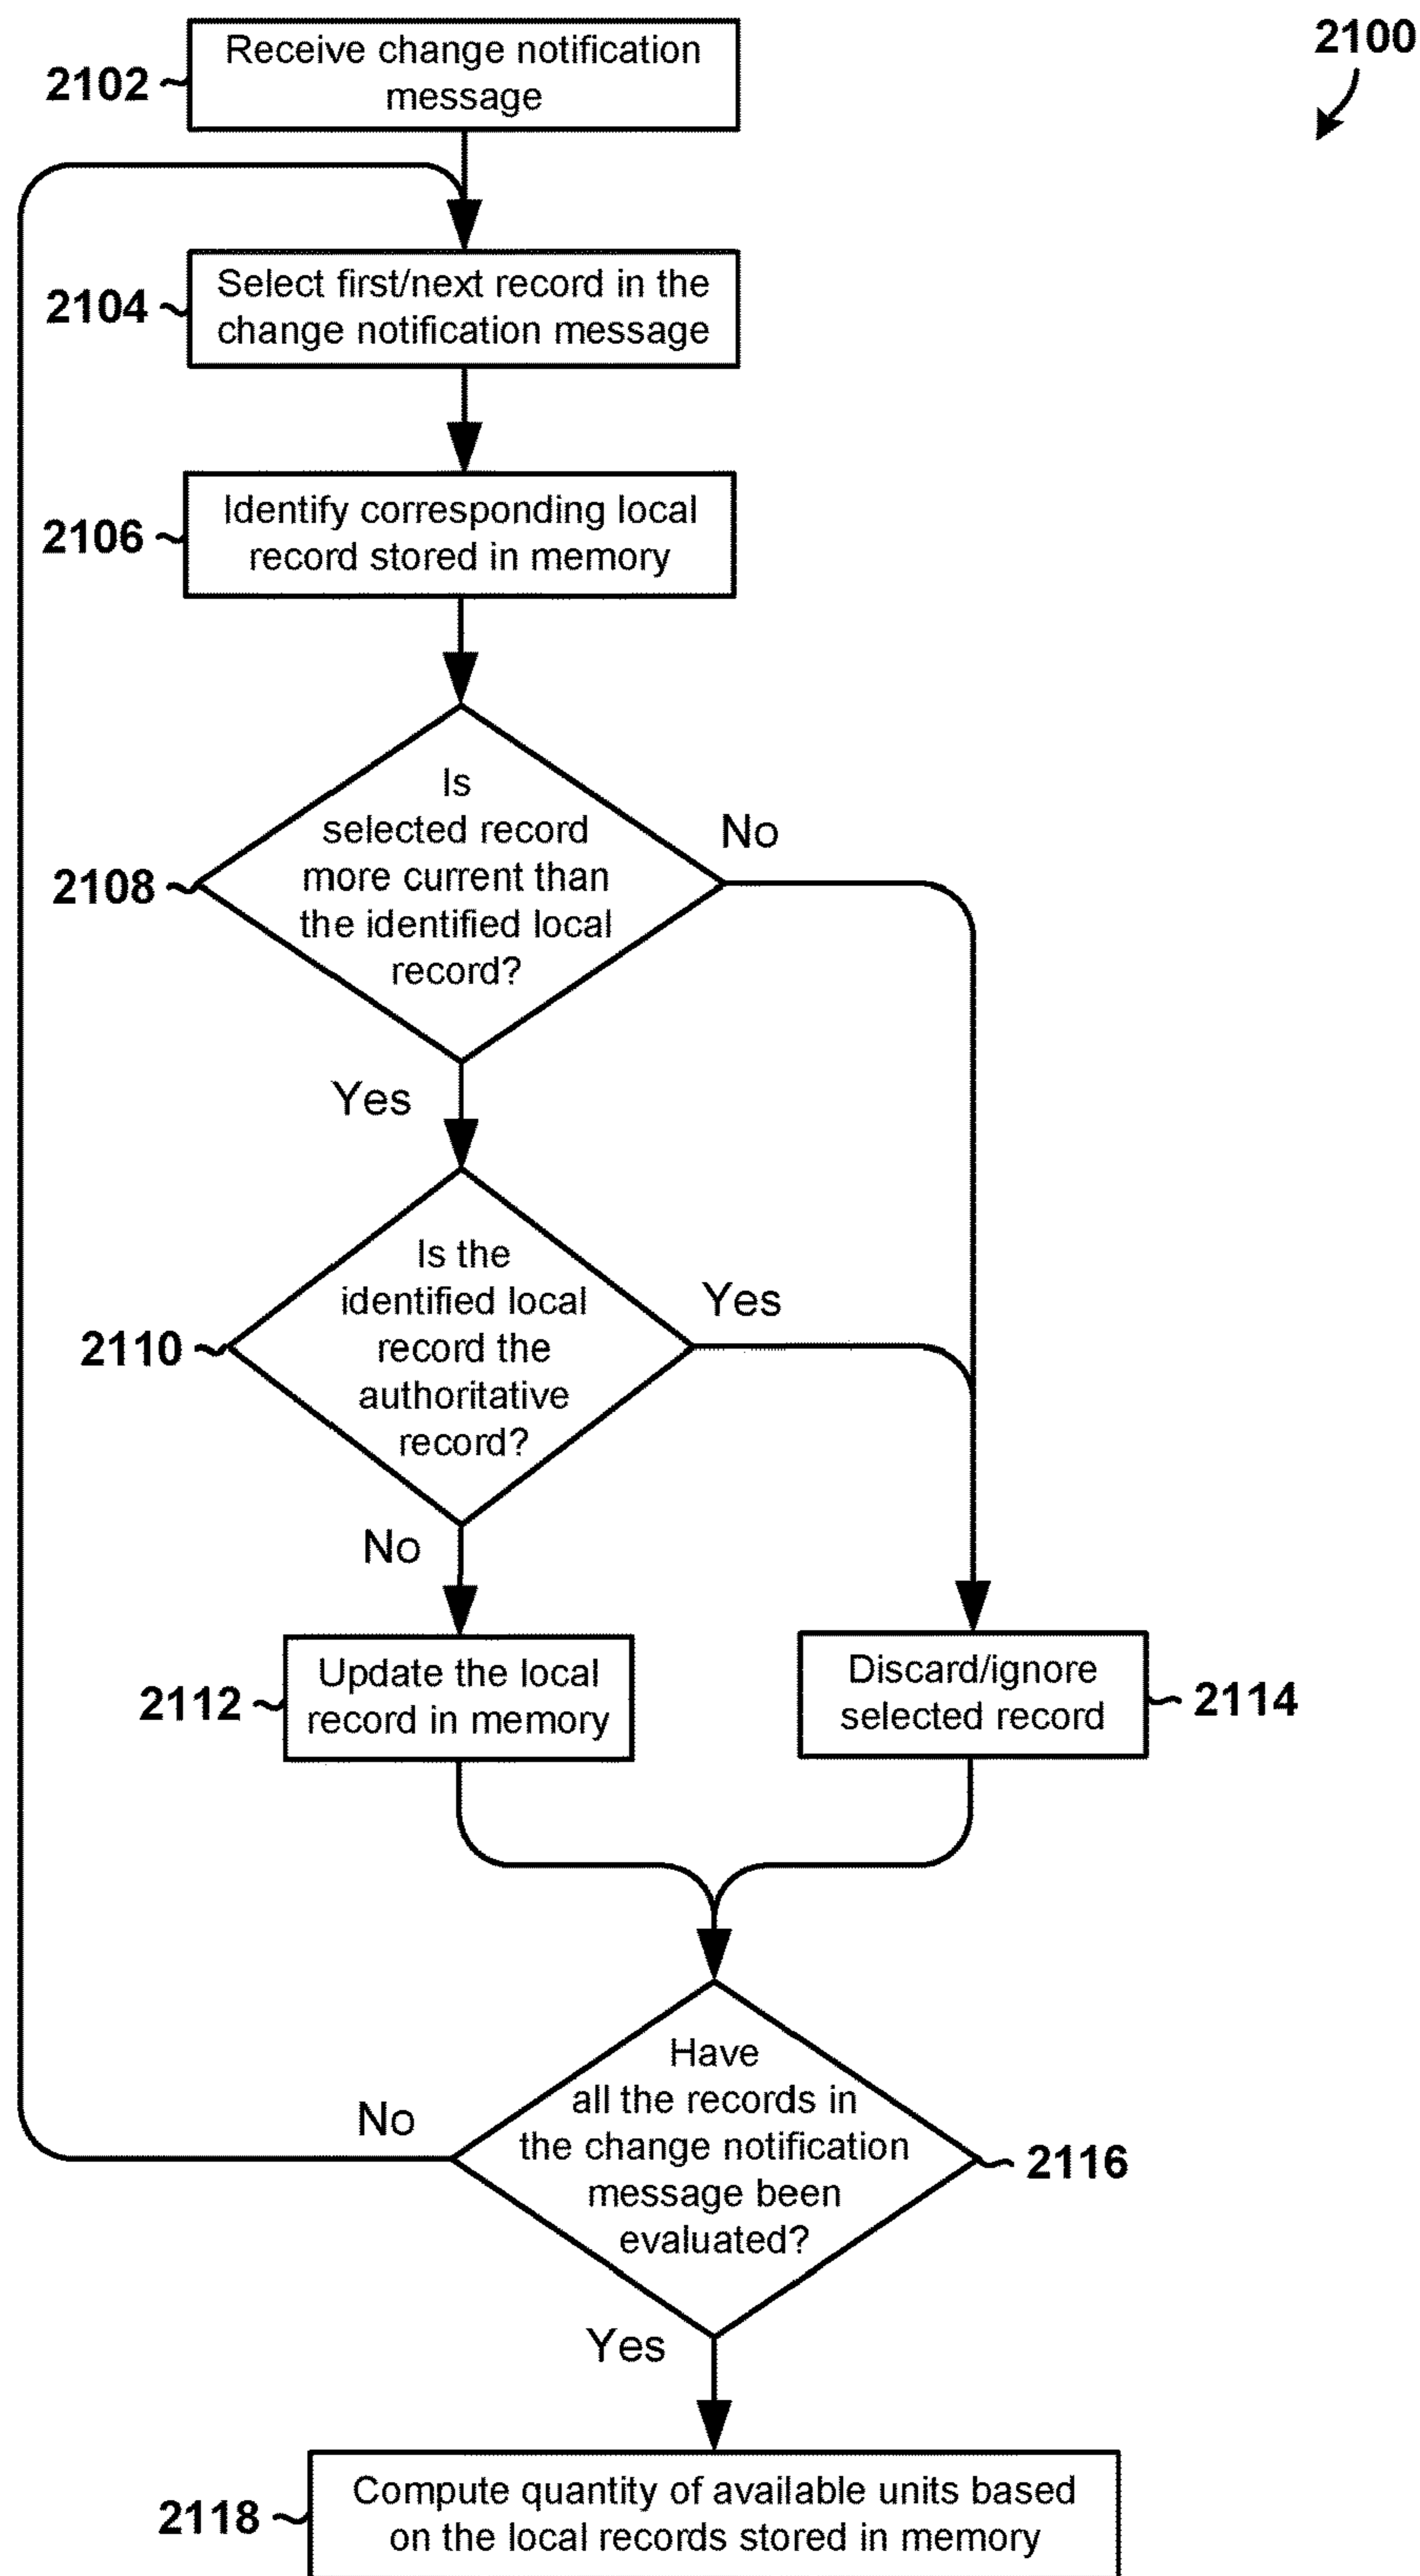 2100
2102
Receive change notification
message
2104
Select first/next record in the
change notification message
2106
Identify corresponding local
record stored in memory
2108
Is
selected record
more current than
the identified local
record?
No
Yes
2110
Is the
identified local
record the
authoritative
record?
Yes
No
2112
Update the local
record in memory
Discard/ignore
selected record
2114
Have
all the records in
the change notification
message been
evaluated?
2116
No
Yes
2118
Compute quantity of available units based
on the local records stored in memory